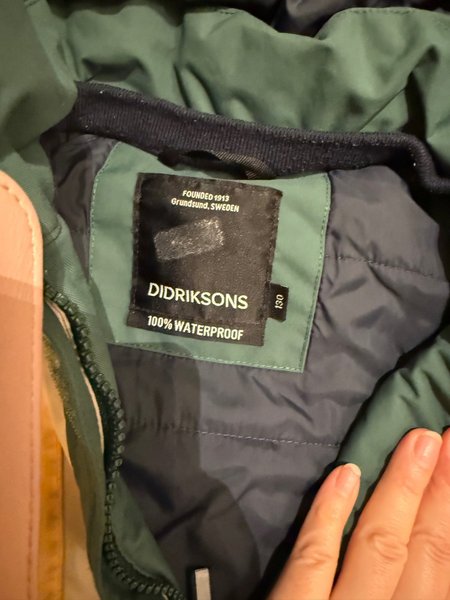 FOUNDED 1913
Grundsund, SWEDEN
DIDRIKSONS
130
100% WATERPROOF